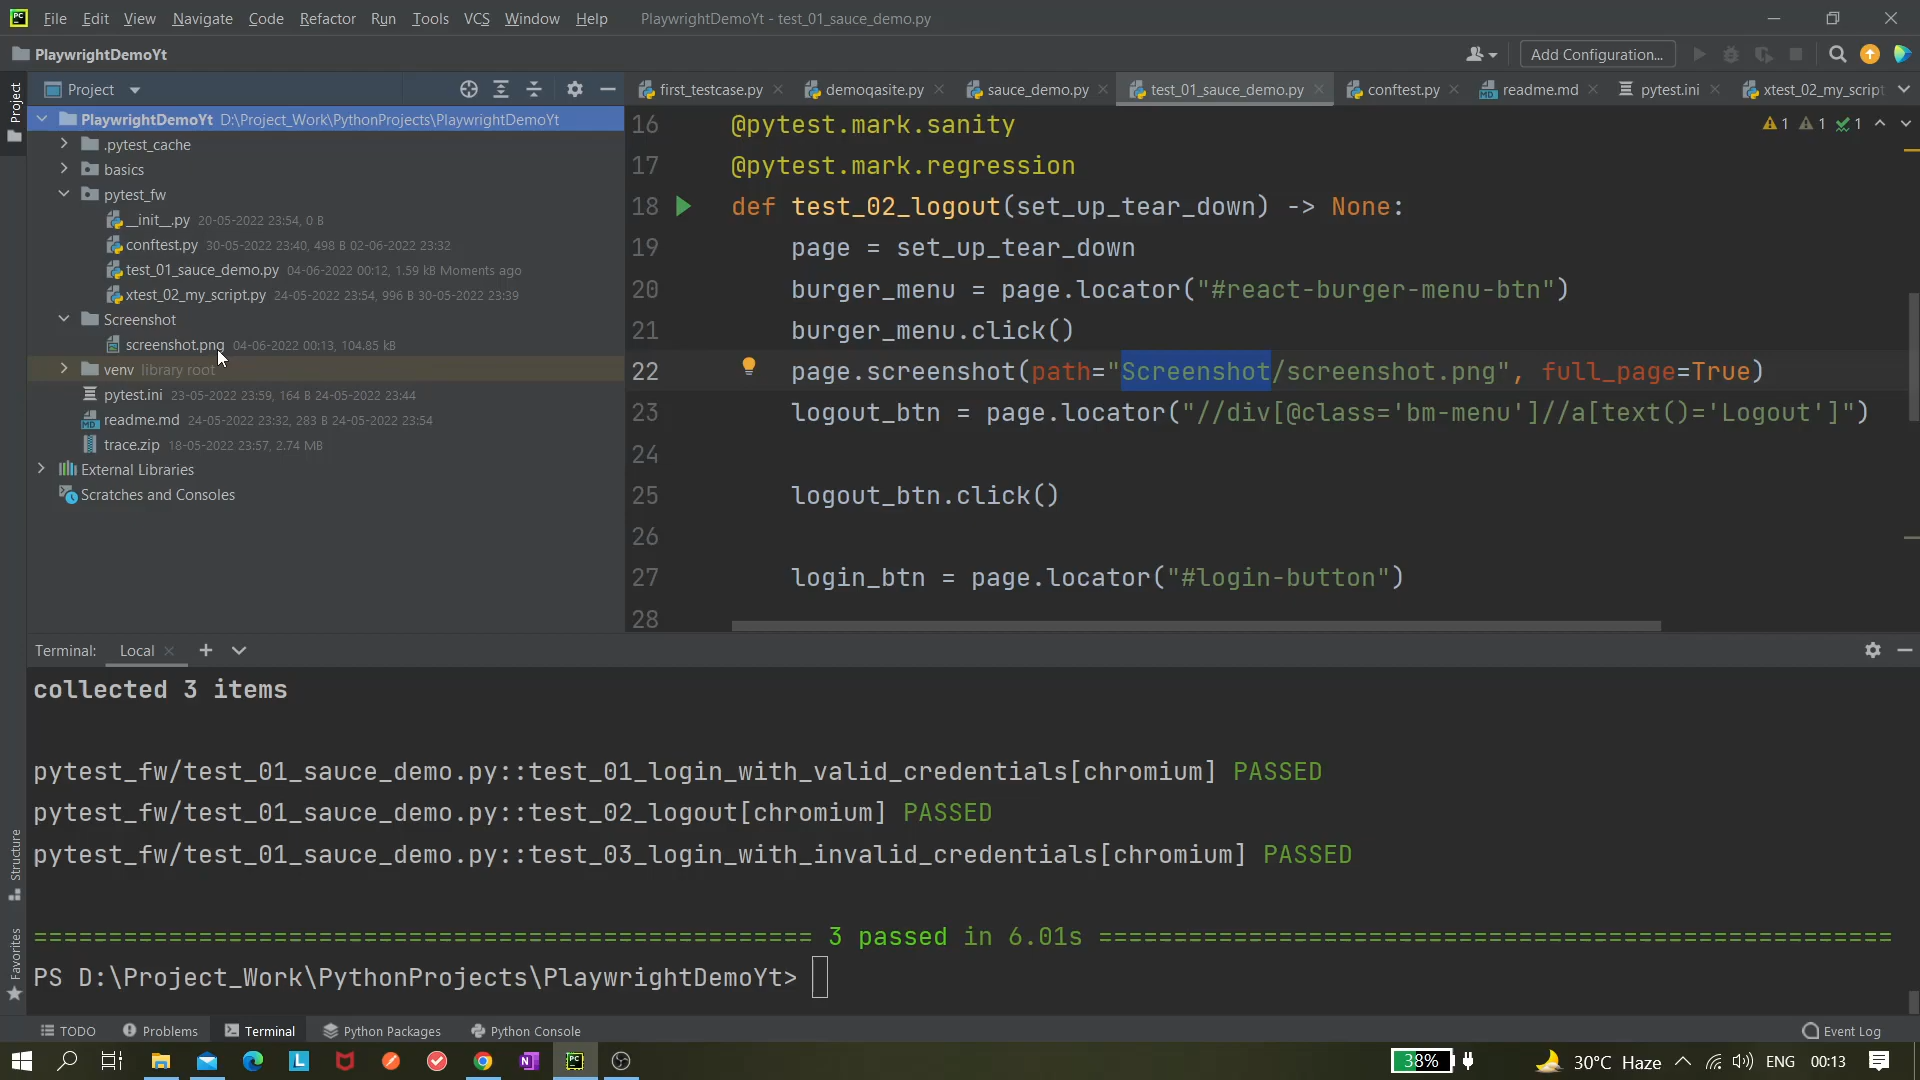 File Edit View Navigate Code Refactor Run Tools VCS Window Help PlaywrightDemoYt - test_01_sauce_demo.py
PlaywrightDemoYt Add Configuration...
Project
Project
first_testcase.py demoqasite.py sauce_demo.py test_01_sauce_demo.py conftest.py readme.md pytest.ini xtest_02_my_script
PlaywrightDemoYt D:\Project_Work\PythonProjects\PlaywrightDemoYt
.pytest_cache
basics
pytest_fw
__init__.py 20-05-2022 23:54, 0 B
conftest.py 30-05-2022 23:40, 498 B 02-06-2022 23:32
test_01_sauce_demo.py 04-06-2022 00:12, 1.59 kB Moments ago
xtest_02_my_script.py 24-05-2022 23:54, 996 B 30-05-2022 23:39
Screenshot
screenshot.png 04-06-2022 00:13, 104.85 kB
venv library root
pytest.ini 23-05-2022 23:59, 164 B 24-05-2022 23:44
readme.md 24-05-2022 23:32, 283 B 24-05-2022 23:54
trace.zip 18-05-2022 23:57, 2.74 MB
External Libraries
Scratches and Consoles
1 1 1
16 @pytest.mark.sanity
17 @pytest.mark.regression
18 def test_02_logout(set_up_tear_down) -> None:
19 page = set_up_tear_down
20 burger_menu = page.locator("#react-burger-menu-btn")
21 burger_menu.click()
22 page.screenshot(path="Screenshot/screenshot.png", full_page=True)
23 logout_btn = page.locator("//div[@class='bm-menu']//a[text()='Logout']")
24
25 logout_btn.click()
26
27 login_btn = page.locator("#login-button")
28
Terminal: Local
collected 3 items
pytest_fw/test_01_sauce_demo.py::test_01_login_with_valid_credentials[chromium] PASSED
pytest_fw/test_01_sauce_demo.py::test_02_logout[chromium] PASSED
pytest_fw/test_01_sauce_demo.py::test_03_login_with_invalid_credentials[chromium] PASSED
==================================================== 3 passed in 6.01s =====================================================
PS D:\Project_Work\PythonProjects\PlaywrightDemoYt>
Structure
Favorites
TODO Problems Terminal Python Packages Python Console Event Log
38% 30°C Haze ENG 00:13